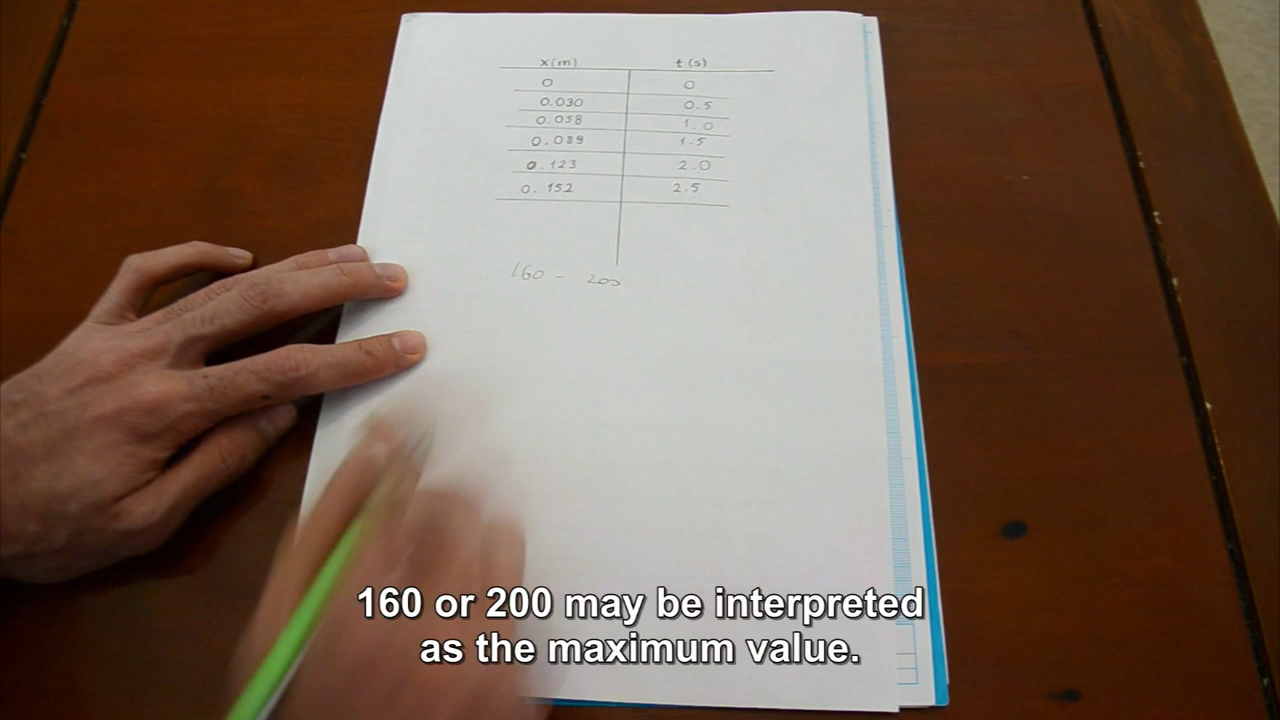 x(m) t(s)
0 0
0.030 0.5
0.058 1.0
0.089 1.5
0.123 2.0
0.152 2.5
160 - 200
160 or 200 may be interpreted
as the maximum value.